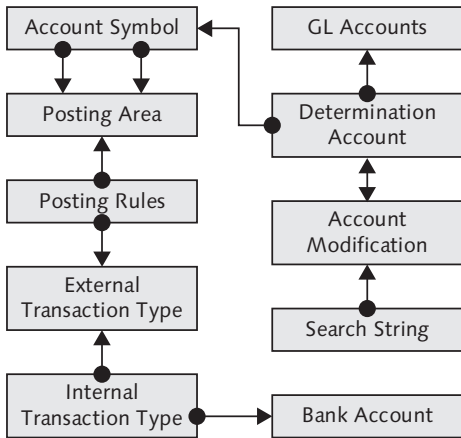 Account Symbol
GL Accounts
Posting Area
Determination
Account
Posting Rules
Account
Modification
External
Transaction Type
Search String
Internal
Transaction Type
Bank Account